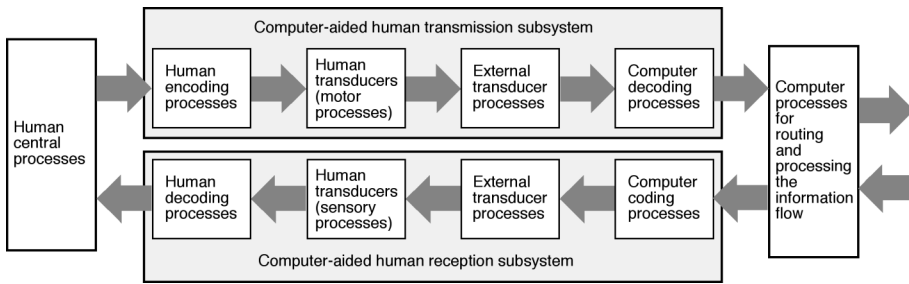 Computer-aided human transmission subsystem
Human
central
processes
Human
encoding
processes
Human
transducers
(motor
processes)
External
transducer
processes
Computer
decoding
processes
Computer
processes
for
routing
and
processing
the
information
flow
Human
decoding
processes
Human
transducers
(sensory
processes)
External
transducer
processes
Computer
coding
processes
Computer-aided human reception subsystem